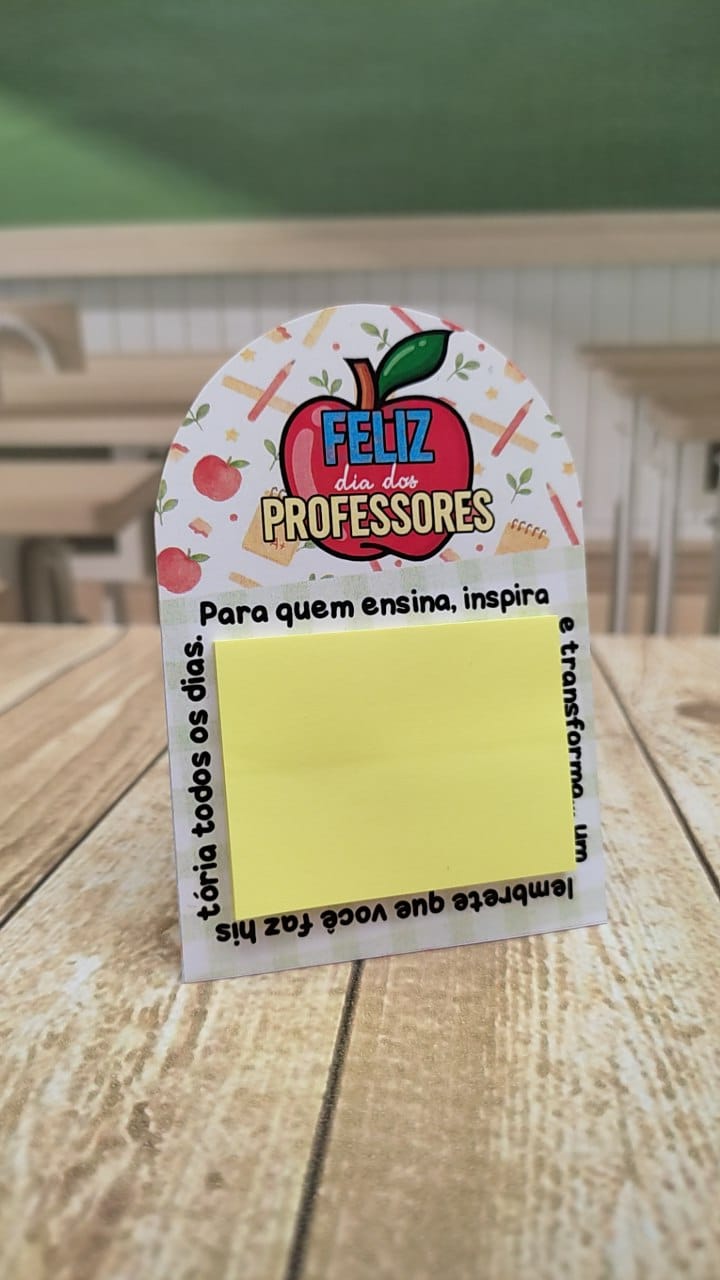 FELIZ
dia dos
PROFESSORES
Para quem ensina, inspira
e transforma... um
lembrete que você faz his
tória todos os dias.